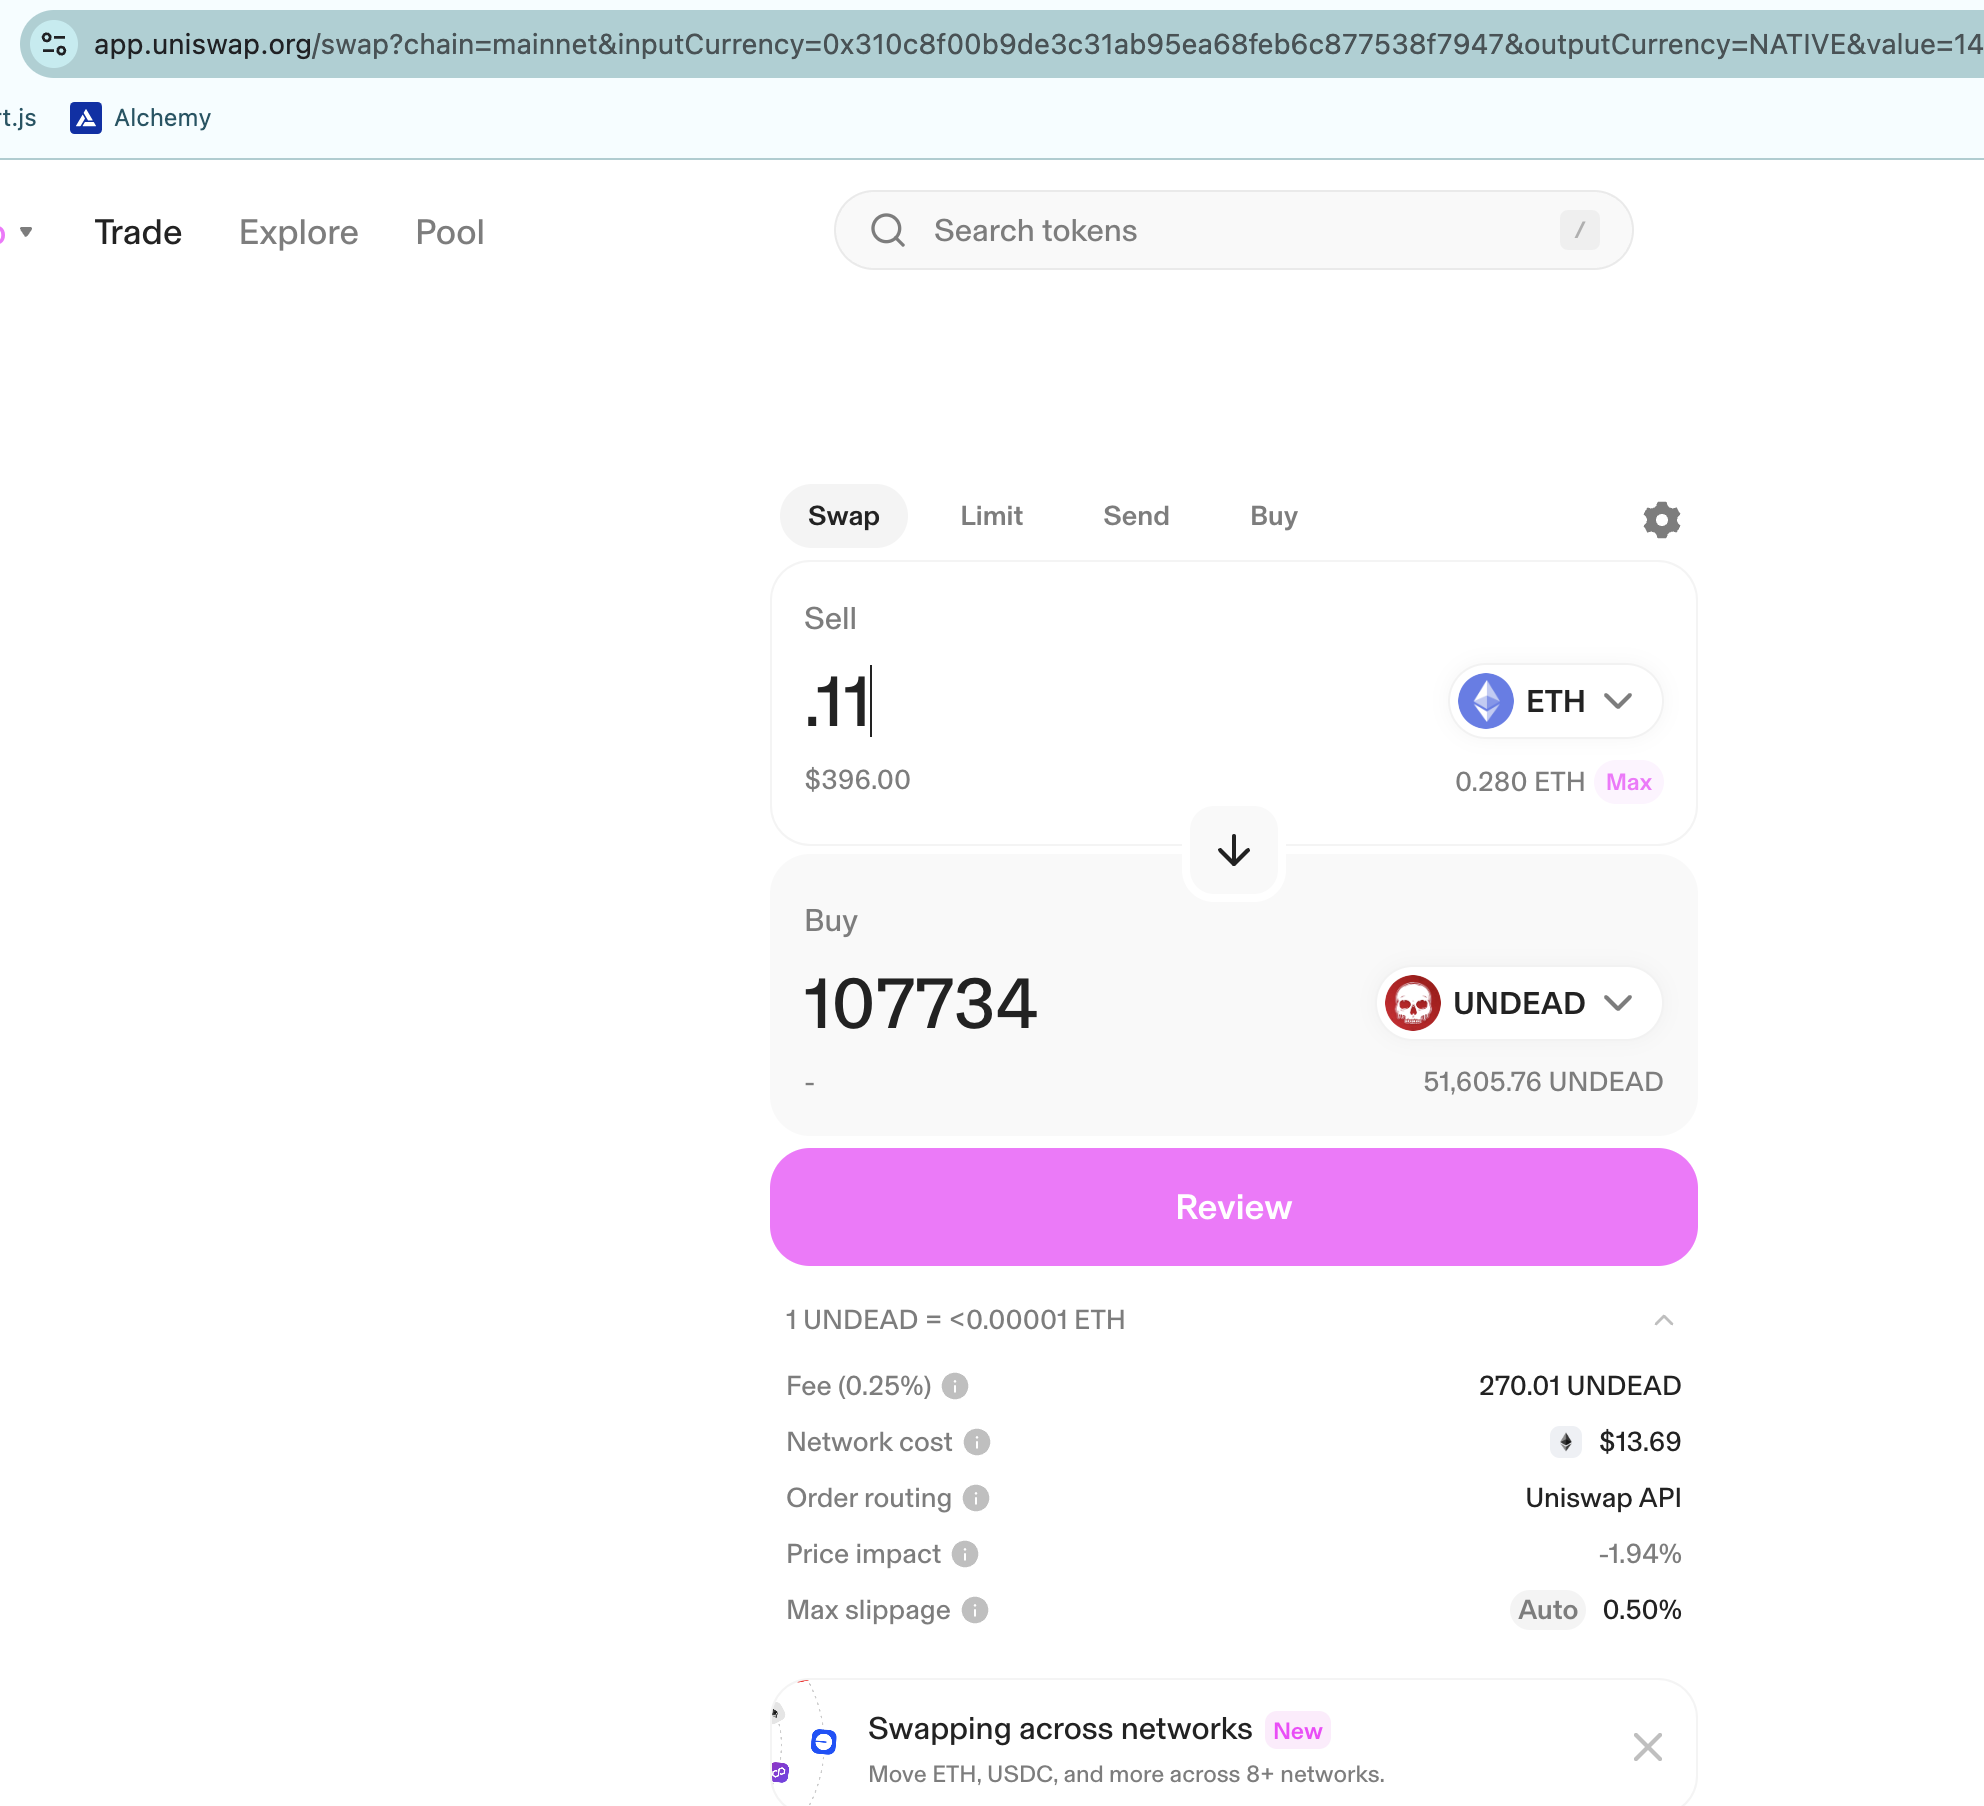 app.uniswap.org/swap?chain=mainnet&inputCurrency=0x310c8f00b9de3c31ab95ea68feb6c877538f7947&outputCurrency=NATIVE&value=14
t.js Alchemy
Trade Explore Pool Search tokens /
Swap Limit Send Buy
Sell
.11 ETH
$396.00 0.280 ETH Max
Buy
107734 UNDEAD
- 51,605.76 UNDEAD
Review
1 UNDEAD = <0.00001 ETH
Fee (0.25%) 270.01 UNDEAD
Network cost $13.69
Order routing Uniswap API
Price impact -1.94%
Max slippage Auto 0.50%
Swapping across networks New
Move ETH, USDC, and more across 8+ networks.